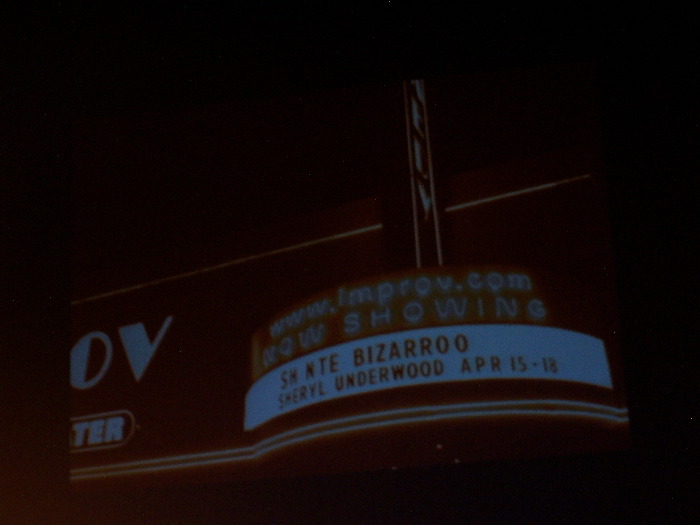 OV
TER
www.improv.com
NOW SHOWING
SH NTE BIZARROO
SHERYL UNDERWOOD APR 15-18